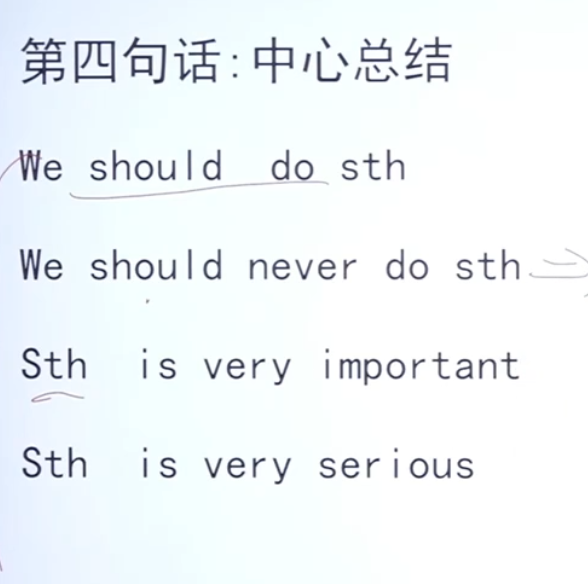 第四句话:中心总结
We should do sth
We should never do sth
Sth is very important
Sth is very serious